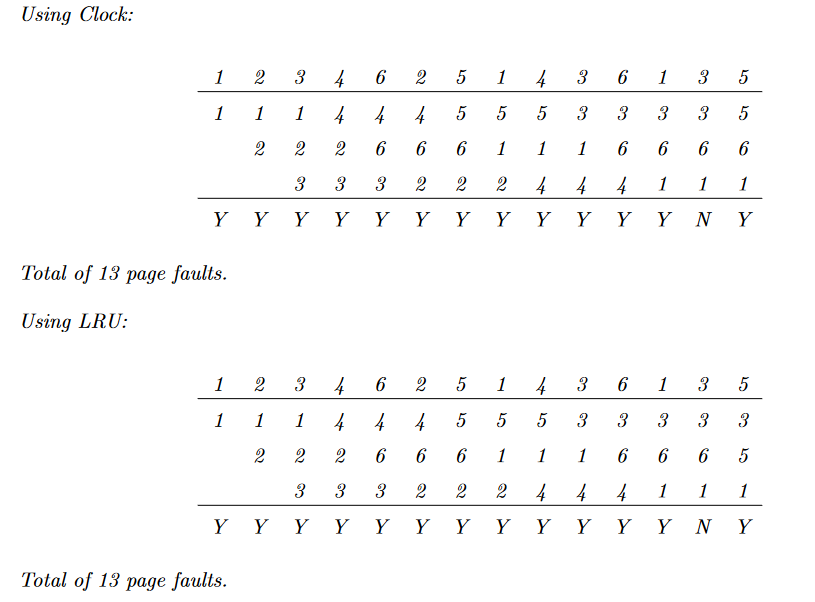 Using Clock:
1 2 3 4 6 2 5 1 4 3 6 1 3 5
1 1 1 4 4 4 5 5 5 3 3 3 3 5
2 2 2 6 6 6 1 1 1 6 6 6 6
3 3 3 2 2 2 4 4 4 1 1 1
Y Y Y Y Y Y Y Y Y Y Y Y N Y
Total of 13 page faults.
Using LRU:
1 2 3 4 6 2 5 1 4 3 6 1 3 5
1 1 1 4 4 4 5 5 5 3 3 3 3 3
2 2 2 6 6 6 1 1 1 6 6 6 5
3 3 3 2 2 2 4 4 4 1 1 1
Y Y Y Y Y Y Y Y Y Y Y Y N Y
Total of 13 page faults.